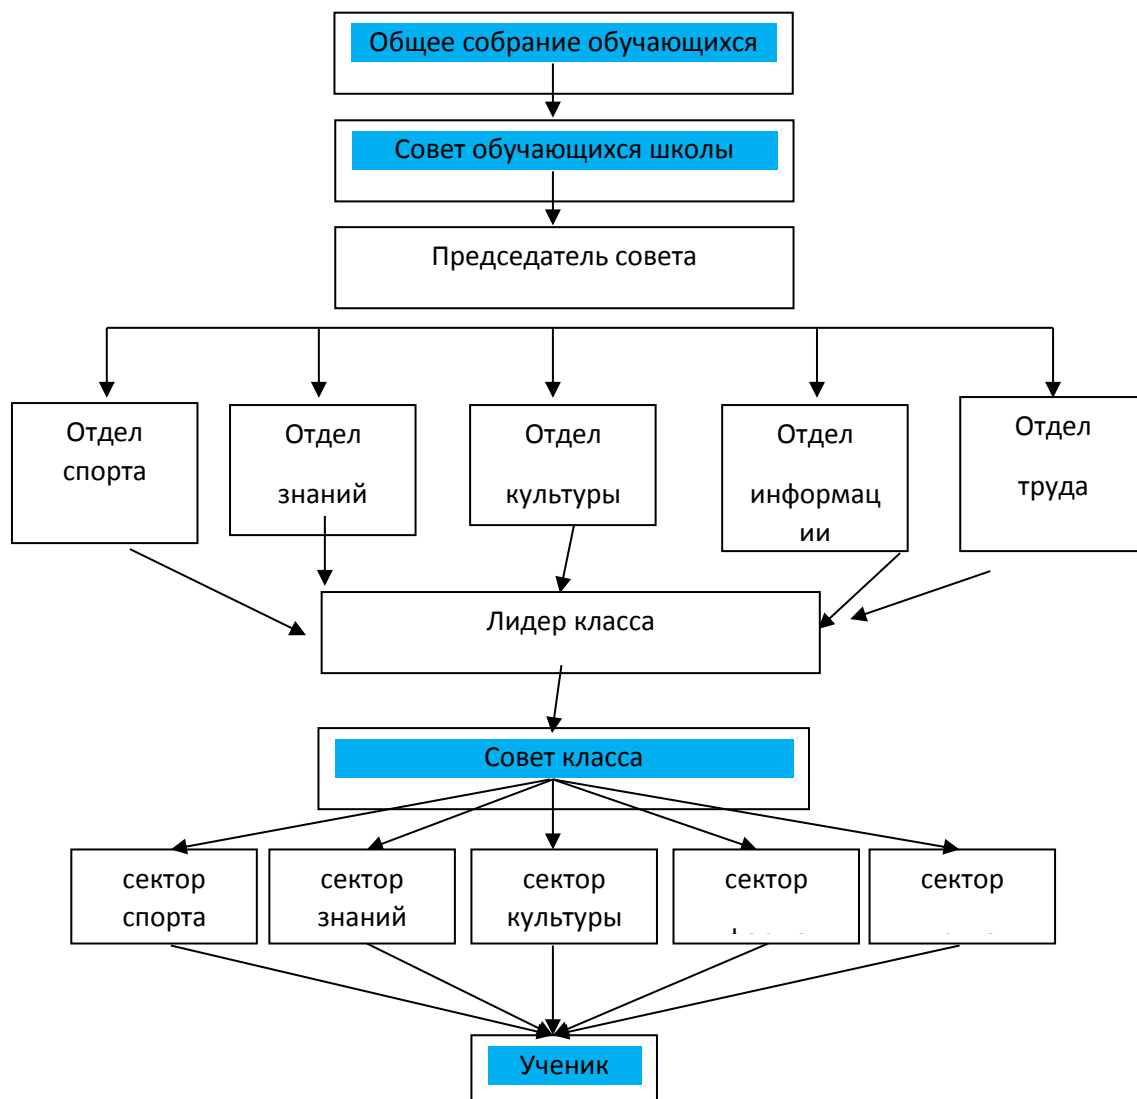 Общее собрание обучающихся
Совет обучающихся школы
Председатель совета
Отдел
спорта
Отдел
знаний
Отдел
культуры
Отдел
информац
ии
Отдел
труда
Лидер класса
Совет класса
сектор
спорта
сектор
знаний
сектор
культуры
сектор
сектор
Ученик